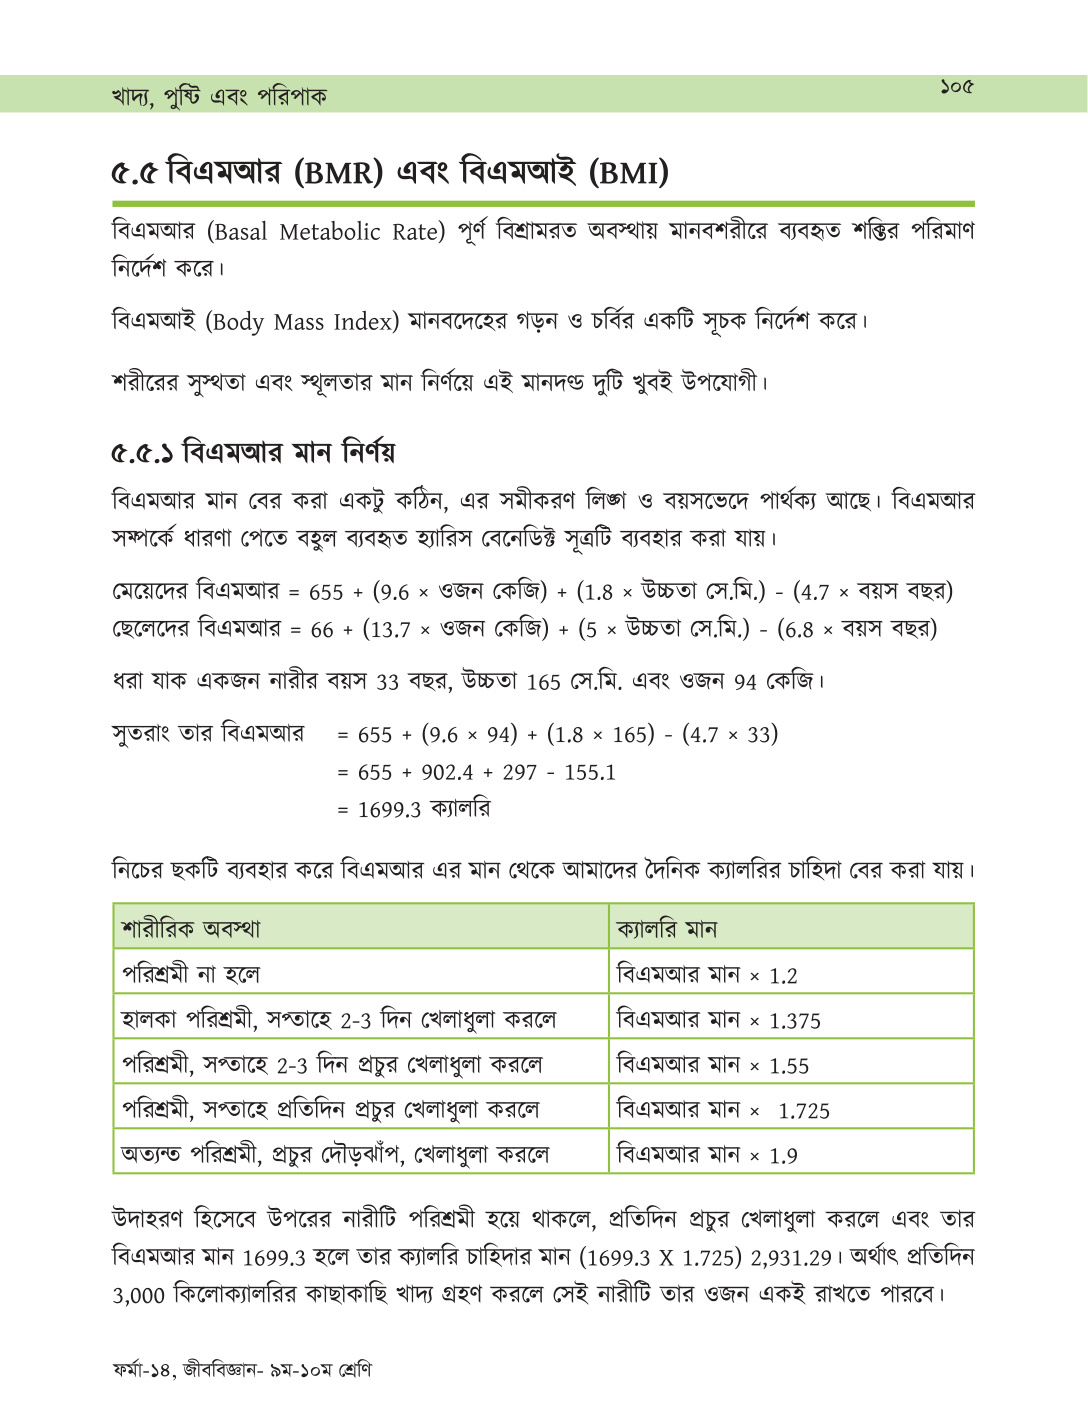 খাদ্য, পুষ্টি এবং পরিপাক
১০৫
৫.৫ বিএমআর (BMR) এবং বিএমআই (BMI)
বিএমআর (Basal Metabolic Rate) পূর্ণ বিশ্রামরত অবস্থায় মানবশরীরে ব্যবহৃত শক্তির পরিমাণ
নির্দেশ করে।
বিএমআই (Body Mass Index) মানবদেহের গড়ন ও চর্বির একটি সূচক নির্দেশ করে।
শরীরের সুস্থতা এবং স্থূলতার মান নির্ণয়ে এই মানদণ্ড দুটি খুবই উপযোগী।
৫.৫.১ বিএমআর মান নির্ণয়
বিএমআর মান বের করা একটু কঠিন, এর সমীকরণ লিঙ্গ ও বয়সভেদে পার্থক্য আছে। বিএমআর
সম্পর্কে ধারণা পেতে বহুল ব্যবহৃত হ্যারিস বেনেডিক্ট সূত্রটি ব্যবহার করা যায়।
মেয়েদের বিএমআর = 655 + (9.6 × ওজন কেজি) + (1.8 × উচ্চতা সে.মি.) - (4.7 × বয়স বছর)
ছেলেদের বিএমআর = 66 + (13.7 × ওজন কেজি) + (5 × উচ্চতা সে.মি.) - (6.8 × বয়স বছর)
ধরা যাক একজন নারীর বয়স 33 বছর, উচ্চতা 165 সে.মি. এবং ওজন 94 কেজি।
সুতরাং তার বিএমআর = 655 + (9.6 × 94) + (1.8 × 165) - (4.7 × 33)
= 655 + 902.4 + 297 - 155.1
= 1699.3 ক্যালরি
নিচের ছকটি ব্যবহার করে বিএমআর এর মান থেকে আমাদের দৈনিক ক্যালরির চাহিদা বের করা যায়।
শারীরিক অবস্থা ক্যালরি মান
পরিশ্রমী না হলে বিএমআর মান × 1.2
হালকা পরিশ্রমী, সপ্তাহে 2-3 দিন খেলাধুলা করলে বিএমআর মান × 1.375
পরিশ্রমী, সপ্তাহে 2-3 দিন প্রচুর খেলাধুলা করলে বিএমআর মান × 1.55
পরিশ্রমী, সপ্তাহে প্রতিদিন প্রচুর খেলাধুলা করলে বিএমআর মান × 1.725
অত্যন্ত পরিশ্রমী, প্রচুর দৌড়ঝাঁপ, খেলাধুলা করলে বিএমআর মান × 1.9
উদাহরণ হিসেবে উপরের নারীটি পরিশ্রমী হয়ে থাকলে, প্রতিদিন প্রচুর খেলাধুলা করলে এবং তার
বিএমআর মান 1699.3 হলে তার ক্যালরি চাহিদার মান (1699.3 X 1.725) 2,931.29। অর্থাৎ প্রতিদিন
3,000 কিলোক্যালরির কাছাকাছি খাদ্য গ্রহণ করলে সেই নারীটি তার ওজন একই রাখতে পারবে।
ফর্মা-১৪, জীববিজ্ঞান- ৯ম-১০ম শ্রেণি